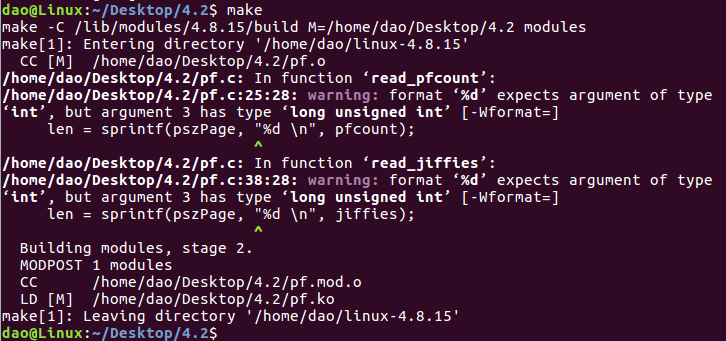 dao@Linux:~/Desktop/4.2$ make
make -C /lib/modules/4.8.15/build M=/home/dao/Desktop/4.2 modules
make[1]: Entering directory '/home/dao/linux-4.8.15'
  CC [M]  /home/dao/Desktop/4.2/pf.o
/home/dao/Desktop/4.2/pf.c: In function ‘read_pfcount’:
/home/dao/Desktop/4.2/pf.c:25:28: warning: format ‘%d’ expects argument of type
‘int’, but argument 3 has type ‘long unsigned int’ [-Wformat=]
     len = sprintf(pszPage, "%d \n", pfcount);
                            ^
/home/dao/Desktop/4.2/pf.c: In function ‘read_jiffies’:
/home/dao/Desktop/4.2/pf.c:38:28: warning: format ‘%d’ expects argument of type
‘int’, but argument 3 has type ‘long unsigned int’ [-Wformat=]
     len = sprintf(pszPage, "%d \n", jiffies);
                            ^
  Building modules, stage 2.
  MODPOST 1 modules
  CC      /home/dao/Desktop/4.2/pf.mod.o
  LD [M]  /home/dao/Desktop/4.2/pf.ko
make[1]: Leaving directory '/home/dao/linux-4.8.15'
dao@Linux:~/Desktop/4.2$